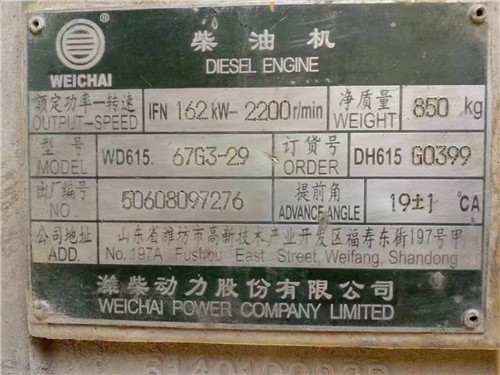 柴油机
WEICHAI
DIESEL ENGINE
额定功率—转速 IFN 162 kW- 2200 r/min 净质量 850 kg
OUTPUT-SPEED WEIGHT
型号 WD615. 67G3-29 订货号 DH615 G0399
MODEL ORDER
出厂编号 50608097276 提前角 19±1 °CA
NO ADVANCE ANGLE
公司地址 山东省潍坊市高新技术产业开发区福寿东街197号甲
ADD. No. 197A Fushou East Street, Weifang, Shandong
潍柴动力股份有限公司
WEICHAI POWER COMPANY LIMITED